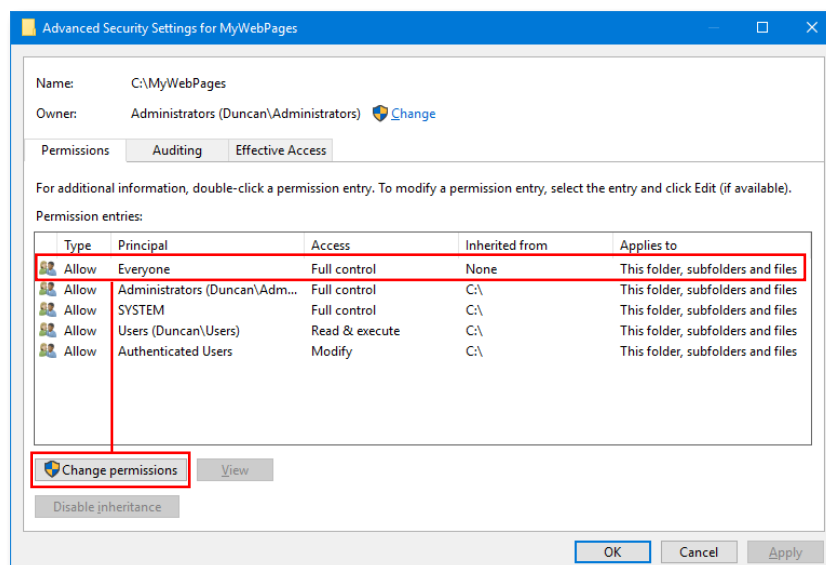 Advanced Security Settings for MyWebPages
Name: C:\MyWebPages
Owner: Administrators (Duncan\Administrators) Change
Permissions Auditing Effective Access
For additional information, double-click a permission entry. To modify a permission entry, select the entry and click Edit (if available).
Permission entries:
Type Principal Access Inherited from Applies to
Allow Everyone Full control None This folder, subfolders and files
Allow Administrators (Duncan\Adm... Full control C:\ This folder, subfolders and files
Allow SYSTEM Full control C:\ This folder, subfolders and files
Allow Users (Duncan\Users) Read & execute C:\ This folder, subfolders and files
Allow Authenticated Users Modify C:\ This folder, subfolders and files
Change permissions View
Disable inheritance
OK Cancel Apply